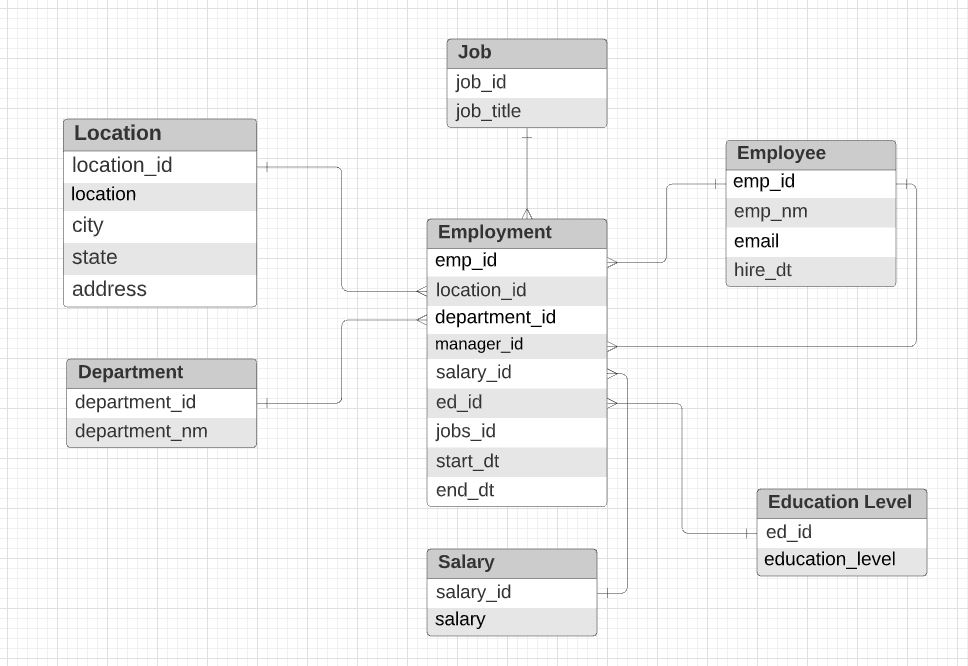 Job
job_id
job_title
Location
location_id
location
city
state
address
Employee
emp_id
emp_nm
email
hire_dt
Employment
emp_id
location_id
department_id
manager_id
salary_id
ed_id
jobs_id
start_dt
end_dt
Department
department_id
department_nm
Education Level
ed_id
education_level
Salary
salary_id
salary